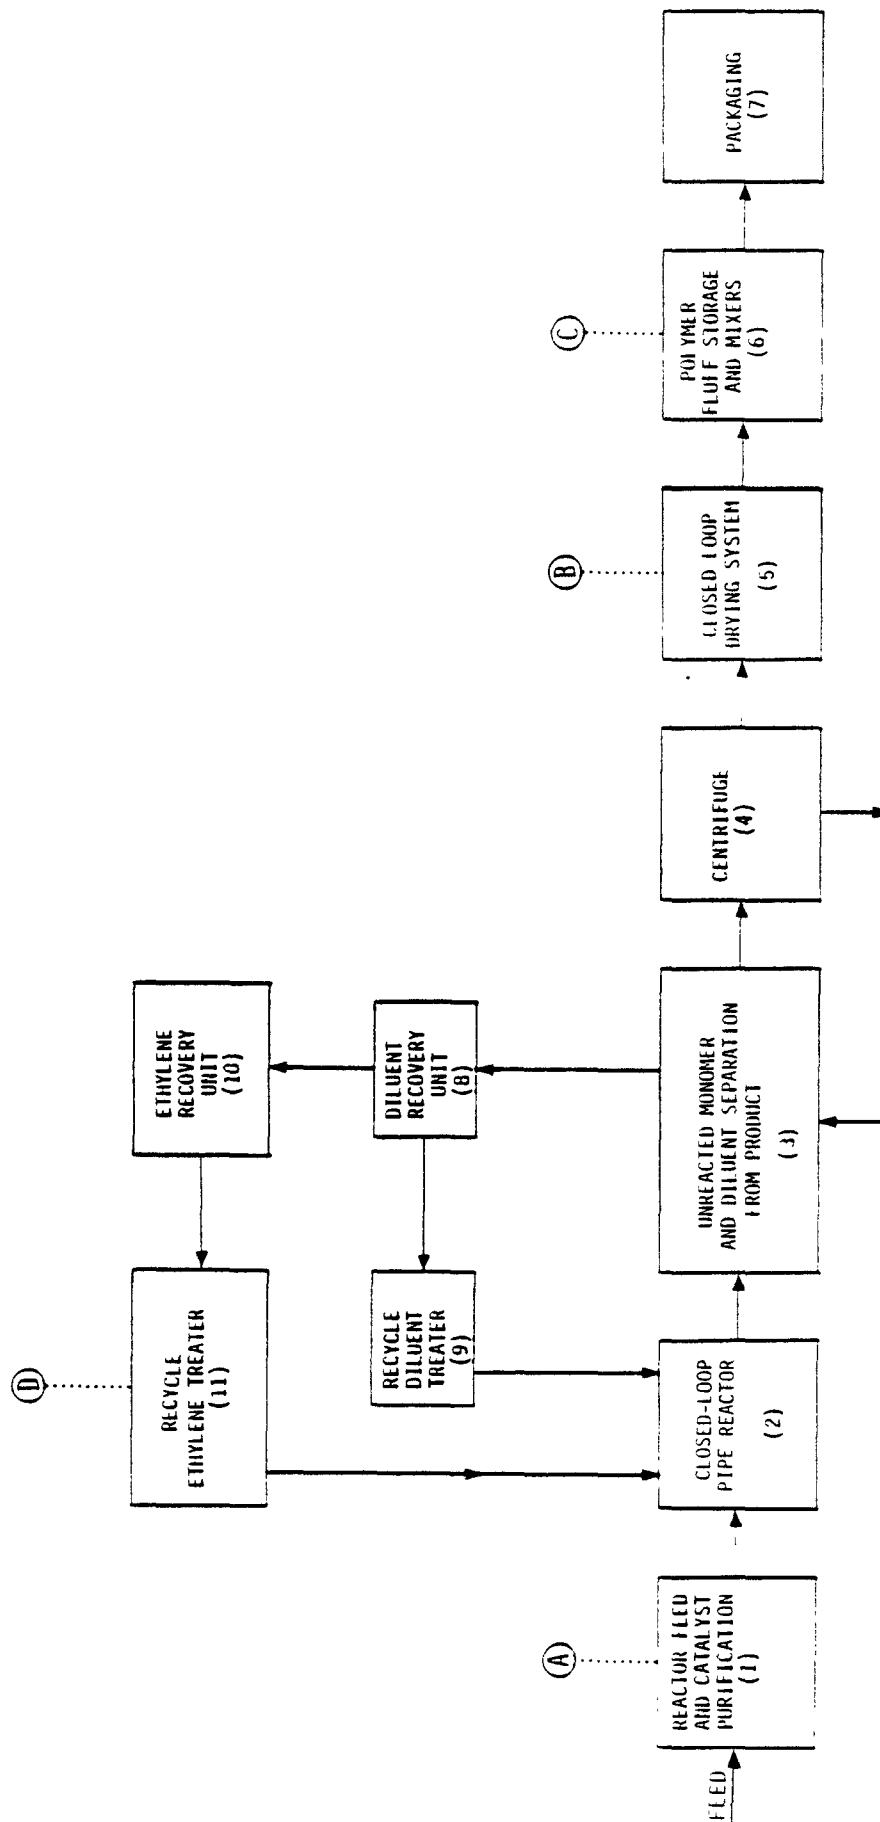 FEED
REACTOR FEED
AND CATALYST
PURIFICATION
(1)
A
CLOSED-LOOP
PIPE REACTOR
(2)
UNREACTED MONOMER
AND DILUENT SEPARATION
FROM PRODUCT
(3)
CENTRIFUGE
(4)
CLOSED LOOP
DRYING SYSTEM
(5)
B
POLYMER
FLUFF STORAGE
AND MIXERS
(6)
C
PACKAGING
(7)
DILUENT
RECOVERY
UNIT
(8)
RECYCLE
DILUENT
TREATER
(9)
ETHYLENE
RECOVERY
UNIT
(10)
RECYCLE
ETHYLENE TREATER
(11)
D